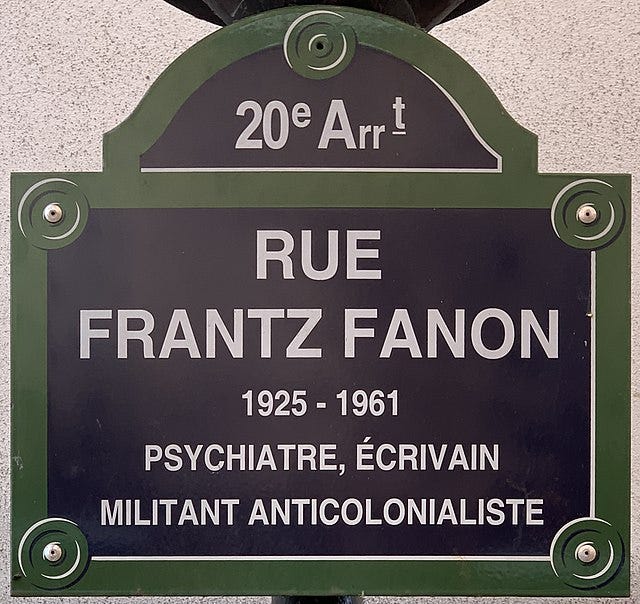 20e Arrt
RUE
FRANTZ FANON
1925 - 1961
PSYCHIATRE, ÉCRIVAIN
MILITANT ANTICOLONIALISTE